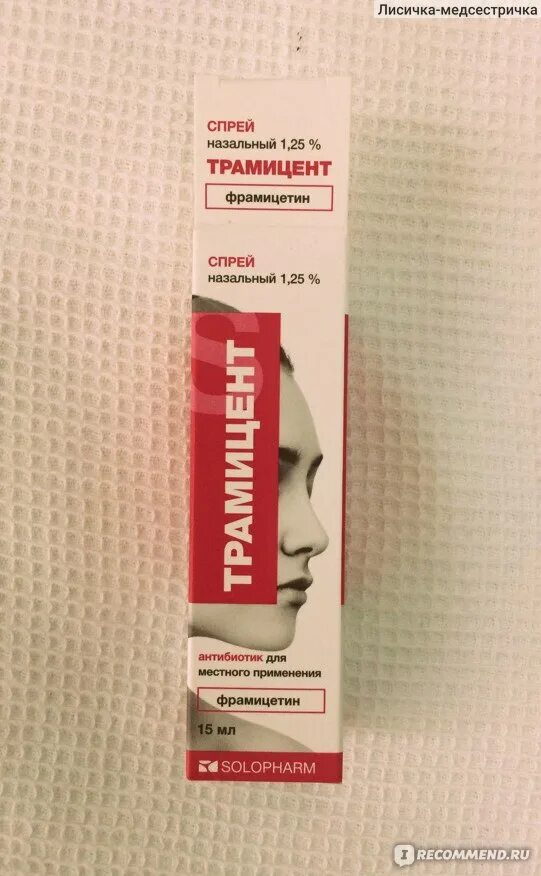 Лисичка-медсестричка
СПРЕЙ
назальный 1,25 %
ТРАМИЦЕНТ
фрамицетин
СПРЕЙ
назальный 1,25 %
S
ТРАМИЦЕНТ
антибиотик для
местного применения
фрамицетин
15 мл
SOLOPHARM
IRECOMMEND.RU